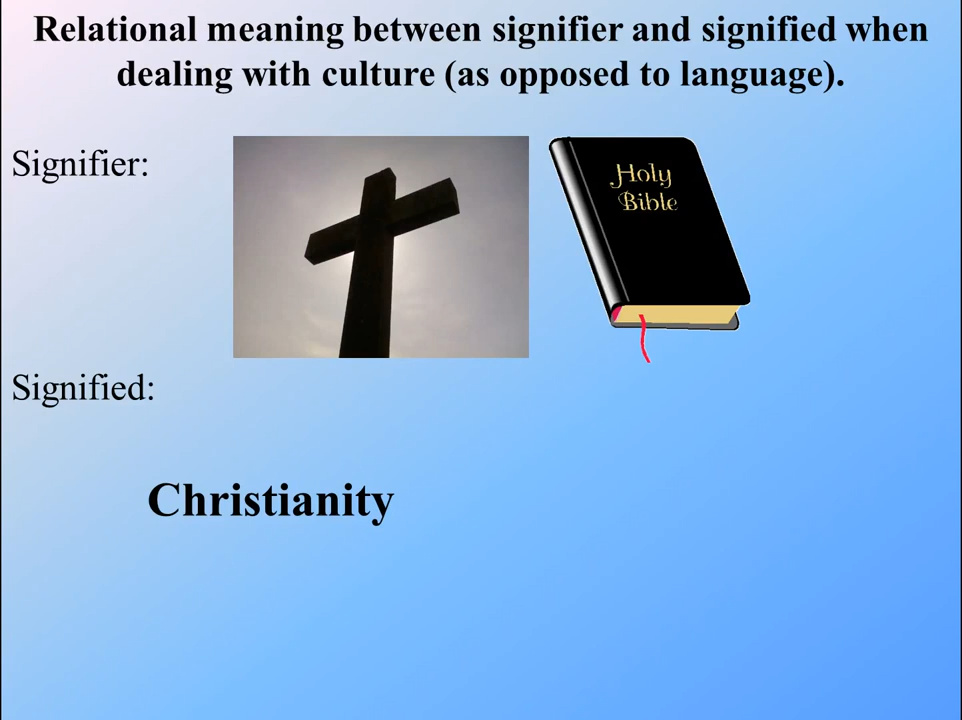 Relational meaning between signifier and signified when
dealing with culture (as opposed to language).
Signifier:
Holy
Bible
Signified:
Christianity